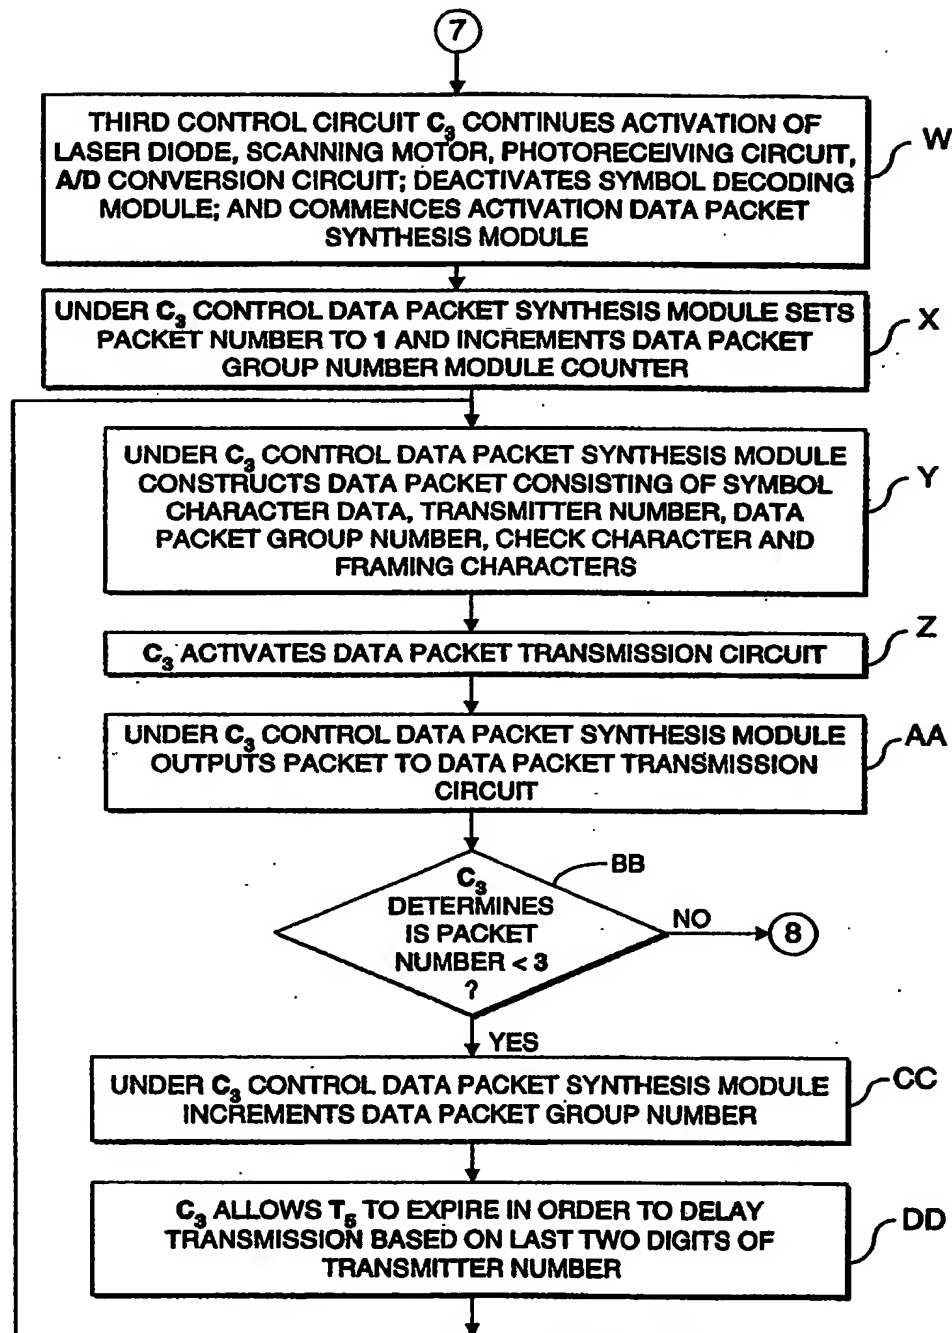 7
THIRD CONTROL CIRCUIT C₃ CONTINUES ACTIVATION OF
LASER DIODE, SCANNING MOTOR, PHOTORECEIVING CIRCUIT,
A/D CONVERSION CIRCUIT; DEACTIVATES SYMBOL DECODING
MODULE; AND COMMENCES ACTIVATION DATA PACKET
SYNTHESIS MODULE
W
UNDER C₃ CONTROL DATA PACKET SYNTHESIS MODULE SETS
PACKET NUMBER TO 1 AND INCREMENTS DATA PACKET
GROUP NUMBER MODULE COUNTER
X
UNDER C₃ CONTROL DATA PACKET SYNTHESIS MODULE
CONSTRUCTS DATA PACKET CONSISTING OF SYMBOL
CHARACTER DATA, TRANSMITTER NUMBER, DATA
PACKET GROUP NUMBER, CHECK CHARACTER AND
FRAMING CHARACTERS
Y
C₃ ACTIVATES DATA PACKET TRANSMISSION CIRCUIT
Z
UNDER C₃ CONTROL DATA PACKET SYNTHESIS MODULE
OUTPUTS PACKET TO DATA PACKET TRANSMISSION
CIRCUIT
AA
C₃
DETERMINES
IS PACKET
NUMBER < 3
?
BB
NO
8
YES
UNDER C₃ CONTROL DATA PACKET SYNTHESIS MODULE
INCREMENTS DATA PACKET GROUP NUMBER
CC
C₃ ALLOWS T₅ TO EXPIRE IN ORDER TO DELAY
TRANSMISSION BASED ON LAST TWO DIGITS OF
TRANSMITTER NUMBER
DD